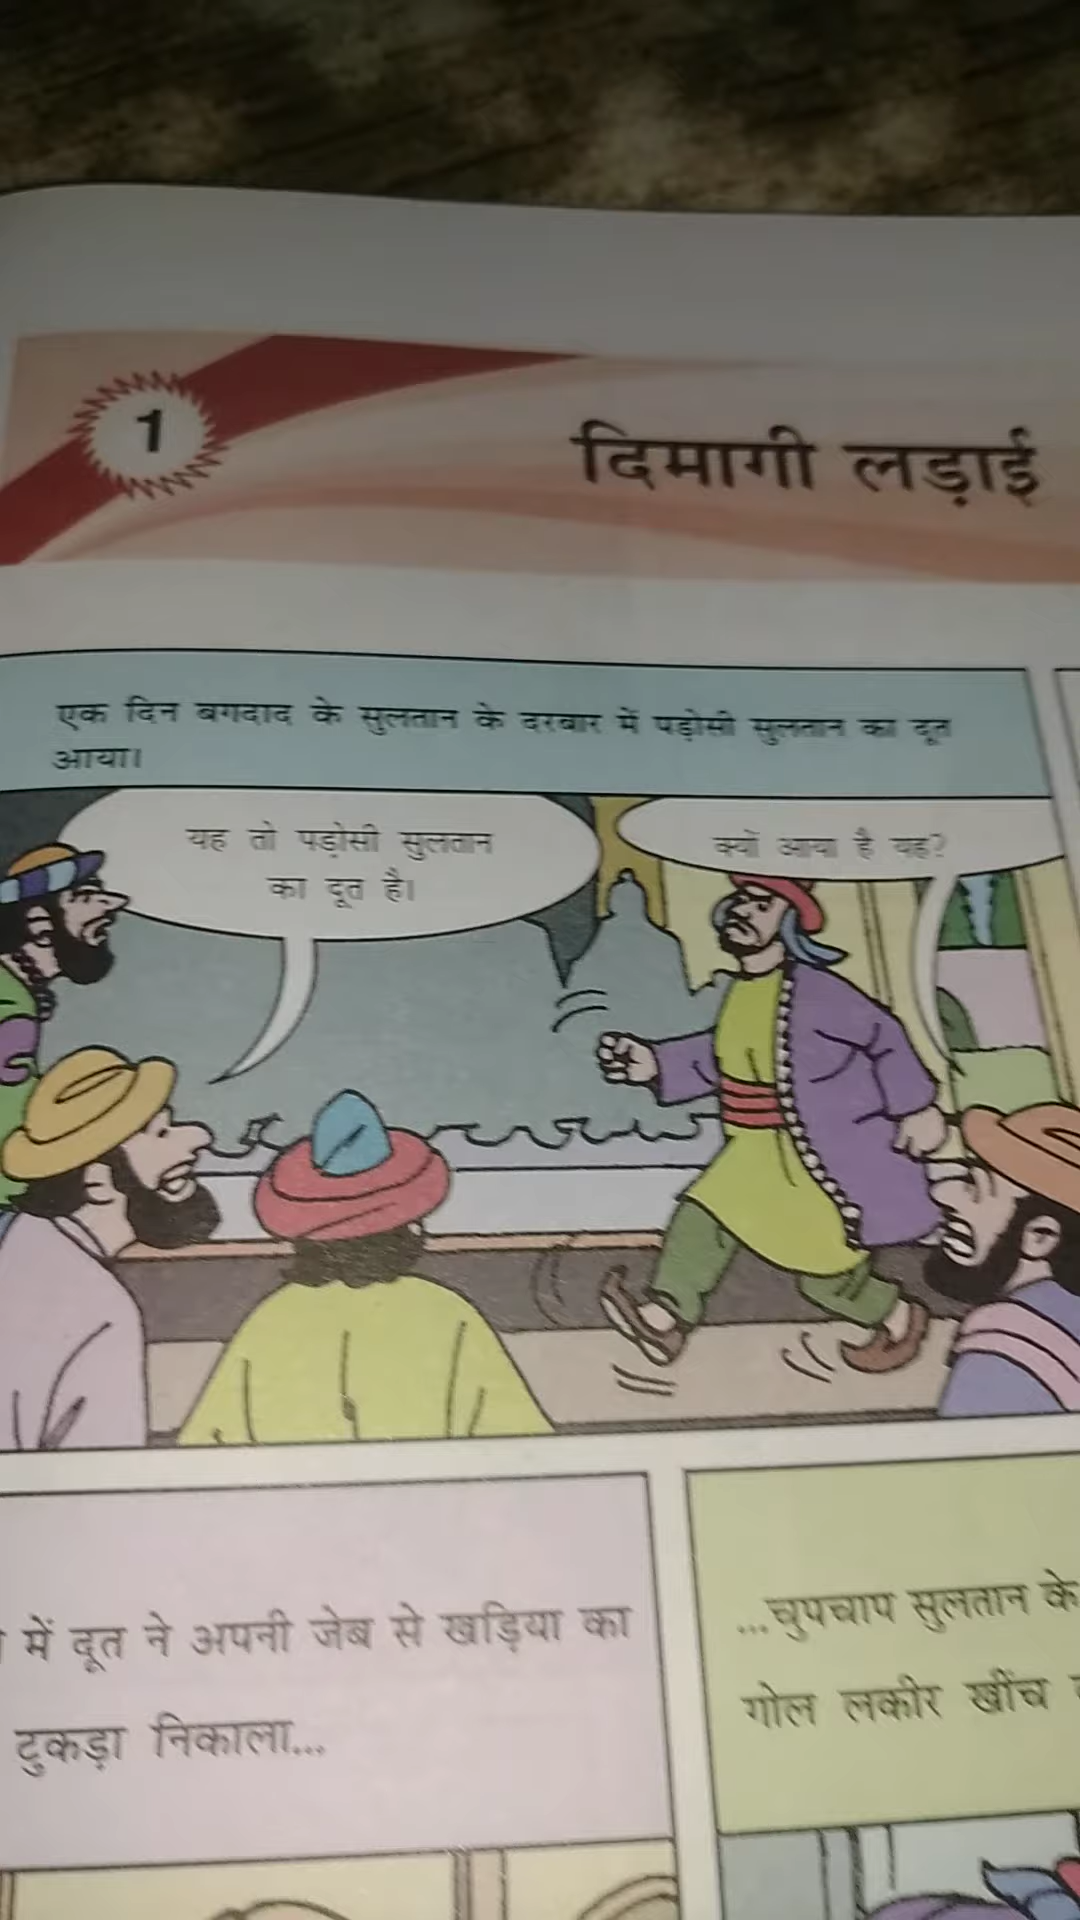 1
दिमागी लड़ाई
एक दिन बगदाद के सुलतान के दरबार में पड़ोसी सुलतान का दूत
आया।
यह तो पड़ोसी सुलतान
का दूत है।
क्यों आया है यह?
में दूत ने अपनी जेब से खड़िया का
टुकड़ा निकाला...
...चुपचाप सुलतान के
गोल लकीर खींच